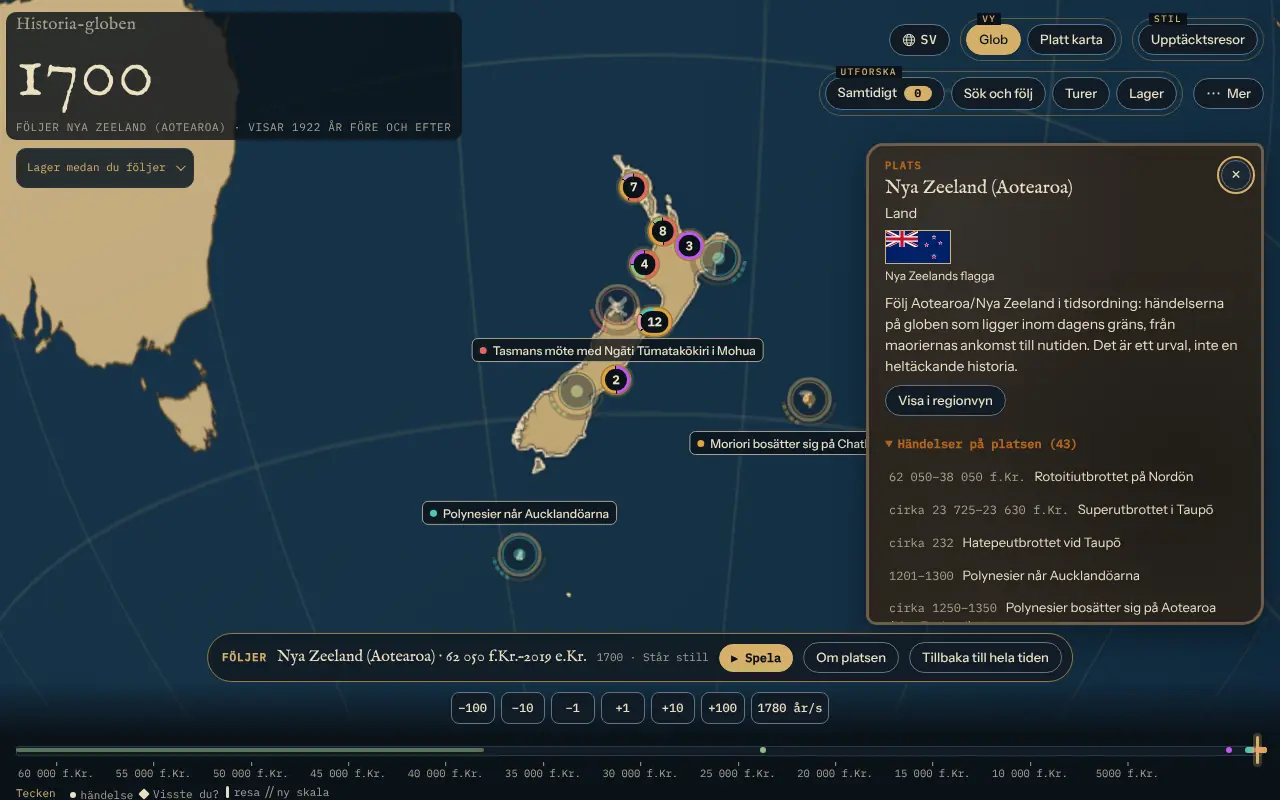 Historia-globen
1700
FÖLJER NYA ZEELAND (AOTEAROA) · VISAR 1922 ÅR FÖRE OCH EFTER
Lager medan du följer
SV
VY
Glob
Platt karta
STIL
Upptäcktsresor
UTFORSKA
Samtidigt 0
Sök och följ
Turer
Lager
··· Mer
7
8
3
4
12
2
Tasmans möte med Ngāti Tūmatakōkiri i Mohua
Moriori bosätter sig på Chat
Polynesier når Aucklandöarna
PLATS
Nya Zeeland (Aotearoa)
×
Land
Nya Zeelands flagga
Följ Aotearoa/Nya Zeeland i tidsordning: händelserna
på globen som ligger inom dagens gräns, från
maoriernas ankomst till nutiden. Det är ett urval, inte en
heltäckande historia.
Visa i regionvyn
▼ Händelser på platsen (43)
62 050–38 050 f.Kr. Rotoitiutbrottet på Nordön
cirka 23 725–23 630 f.Kr. Superutbrottet i Taupō
cirka 232 Hatepeutbrottet vid Taupō
1201–1300 Polynesier når Aucklandöarna
cirka 1250–1350 Polynesier bosätter sig på Aotearoa
FÖLJER Nya Zeeland (Aotearoa) · 62 050 f.Kr.–2019 e.Kr. 1700 · Står still
▶ Spela
Om platsen
Tillbaka till hela tiden
−100
−10
−1
+1
+10
+100
1780 år/s
60 000 f.Kr.
55 000 f.Kr.
50 000 f.Kr.
45 000 f.Kr.
40 000 f.Kr.
35 000 f.Kr.
30 000 f.Kr.
25 000 f.Kr.
20 000 f.Kr.
15 000 f.Kr.
10 000 f.Kr.
5000 f.Kr.
Tecken händelse Visste du? resa // ny skala